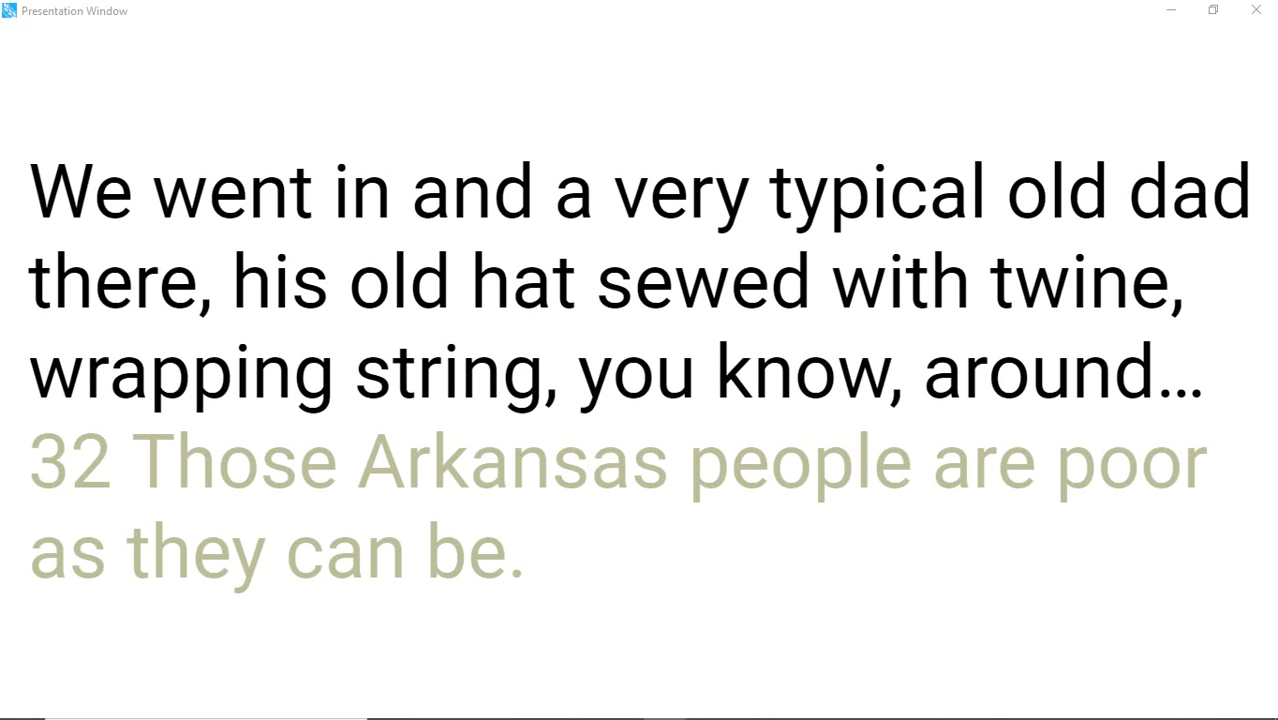 Presentation Window
We went in and a very typical old dad
there, his old hat sewed with twine,
wrapping string, you know, around...
32 Those Arkansas people are poor
as they can be.